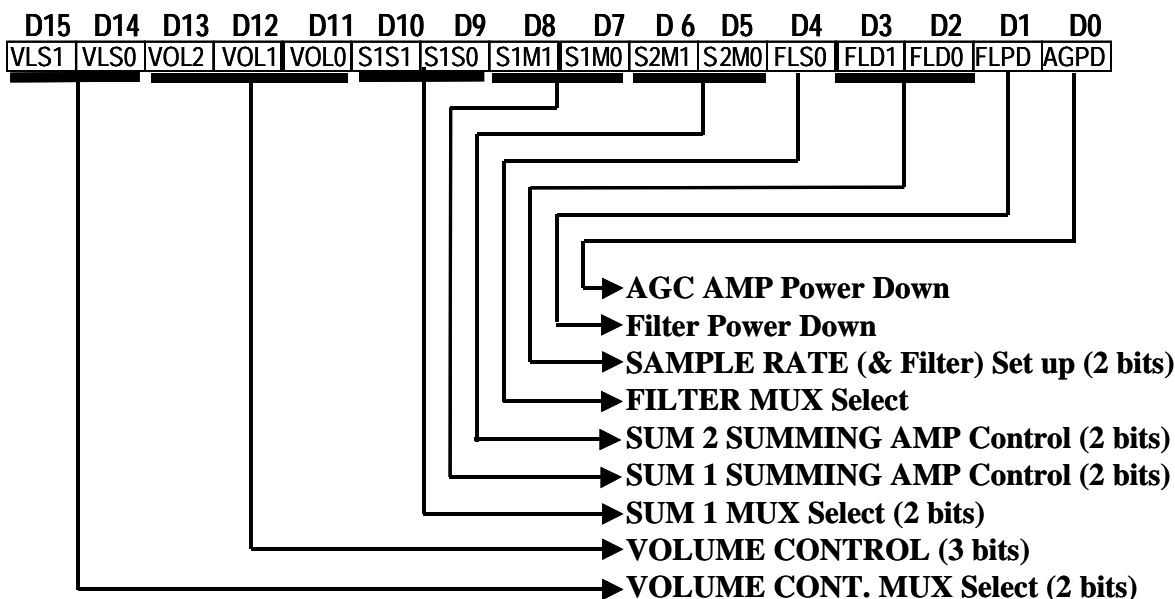 D15 D14 D13 D12 D11 D10 D9 D8 D7 D 6 D5 D4 D3 D2 D1 D0
VLS1 VLS0 VOL2 VOL1 VOL0 S1S1 S1S0 S1M1 S1M0 S2M1 S2M0 FLS0 FLD1 FLD0 FLPD AGPD
AGC AMP Power Down
Filter Power Down
SAMPLE RATE (& Filter) Set up (2 bits)
FILTER MUX Select
SUM 2 SUMMING AMP Control (2 bits)
SUM 1 SUMMING AMP Control (2 bits)
SUM 1 MUX Select (2 bits)
VOLUME CONTROL (3 bits)
VOLUME CONT. MUX Select (2 bits)